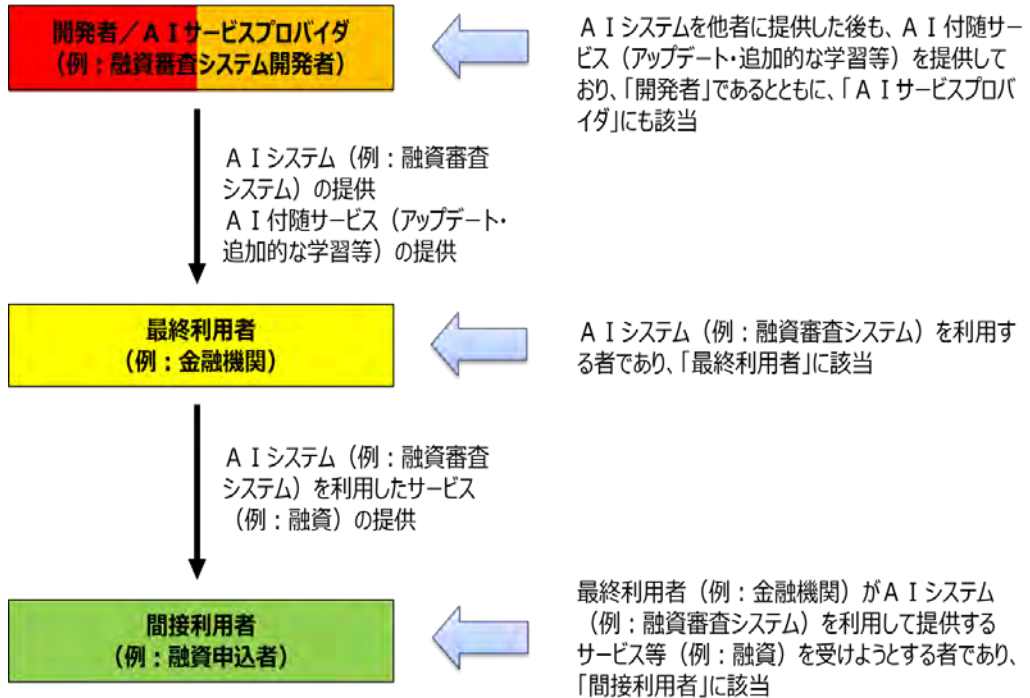 開発者／ＡＩサービスプロバイダ
（例：融資審査システム開発者）
ＡＩシステムを他者に提供した後も、ＡＩ付随サー
ビス（アップデート・追加的な学習等）を提供して
おり、「開発者」であるとともに、「ＡＩサービスプロバ
イダ」にも該当
ＡＩシステム（例：融資審査
システム）の提供
ＡＩ付随サービス（アップデート・
追加的な学習等）の提供
最終利用者
（例：金融機関）
ＡＩシステム（例：融資審査システム）を利用す
る者であり、「最終利用者」に該当
ＡＩシステム（例：融資審査
システム）を利用したサービス
（例：融資）の提供
間接利用者
（例：融資申込者）
最終利用者（例：金融機関）がＡＩシステム
（例：融資審査システム）を利用して提供する
サービス等（例：融資）を受けようとする者であり、
「間接利用者」に該当